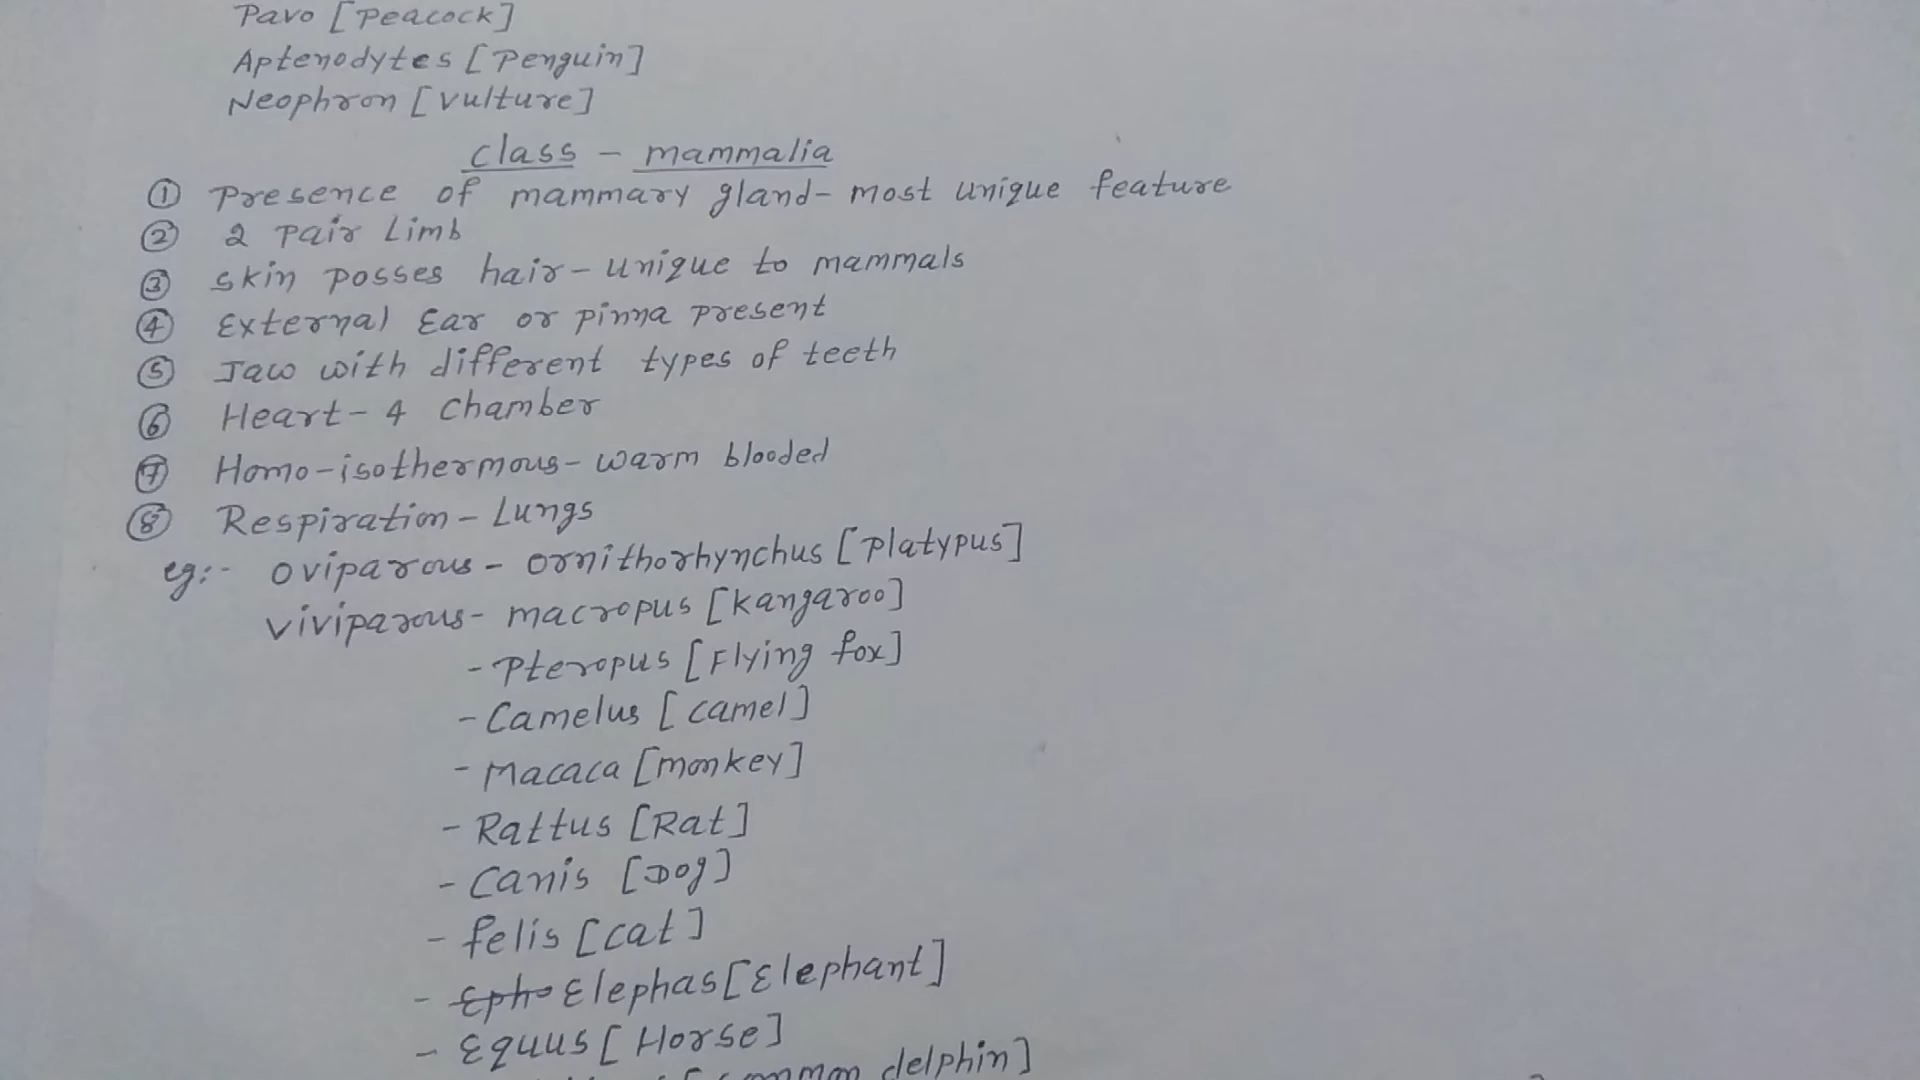 Pavo [Peacock]
Aptenodytes [Penguin]
Neophron [Vulture]
Class - mammalia
① Presence of mammary gland- most unique feature
② 2 Pair Limb
③ Skin posses hair- unique to mammals
④ External Ear or pinna present
⑤ Jaw with different types of teeth
⑥ Heart- 4 chamber
⑦ Homo-isothermous- warm blooded
⑧ Respiration- Lungs
eg:- Oviparous- Ornithorhynchus [Platypus]
Viviparous- macropus [kangaroo]
- Pteropus [Flying fox]
- Camelus [camel]
- Macaca [monkey]
- Rattus [Rat]
- Canis [Dog]
- felis [cat]
- Epho Elephas [Elephant]
- Equus [Horse]
delphin]